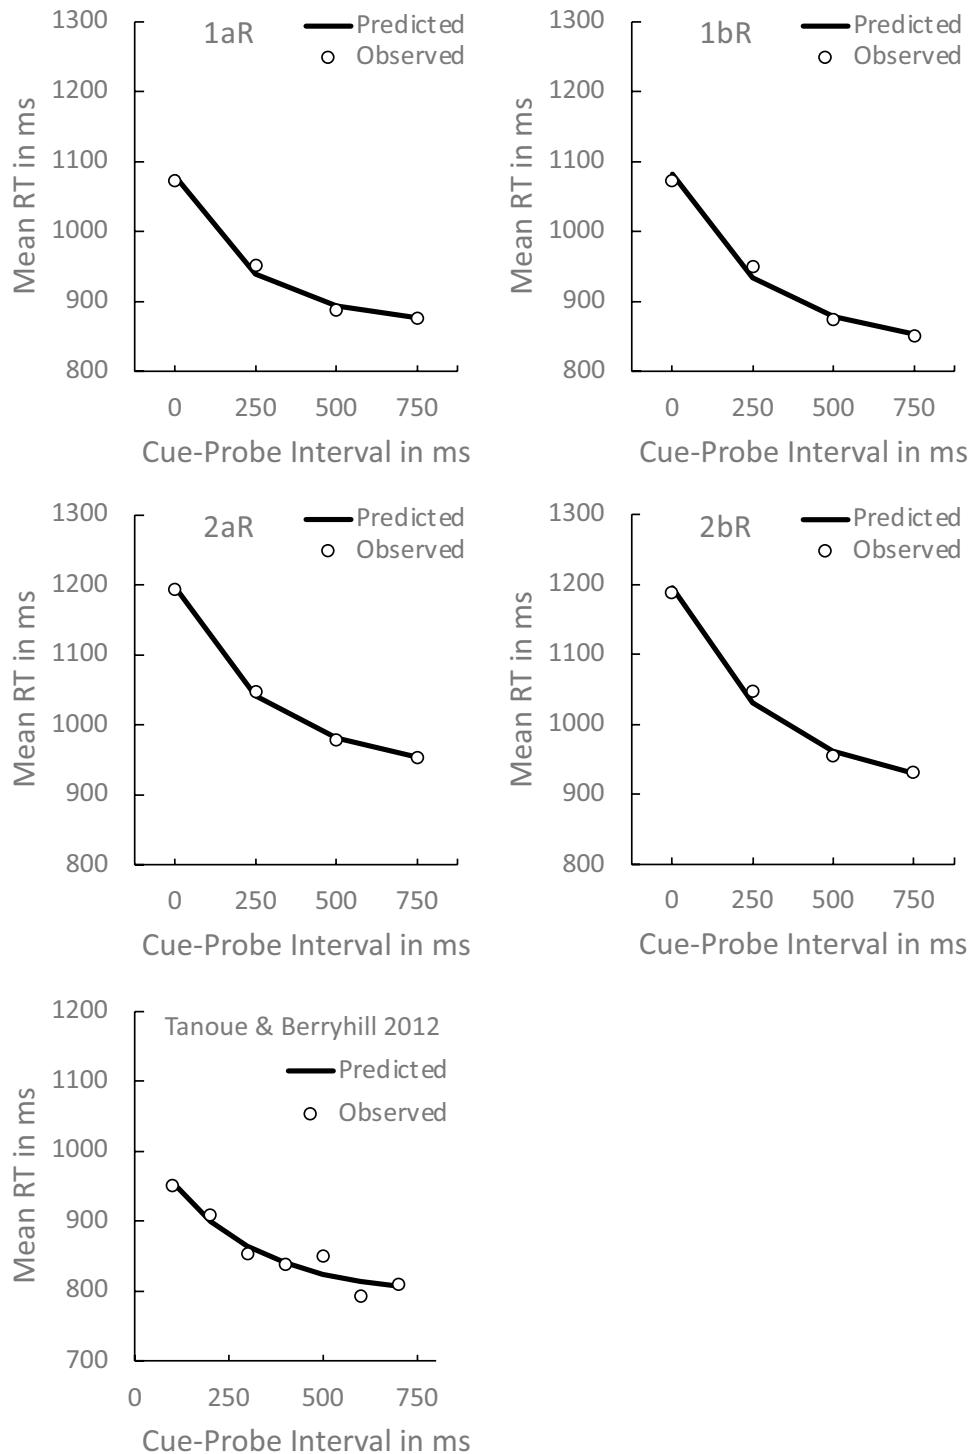 1aR
Predicted
Observed
Mean RT in ms
1300
1200
1100
1000
900
800
0 250 500 750
Cue-Probe Interval in ms
1bR
Predicted
Observed
Mean RT in ms
1300
1200
1100
1000
900
800
0 250 500 750
Cue-Probe Interval in ms
2aR
Predicted
Observed
Mean RT in ms
1300
1200
1100
1000
900
800
0 250 500 750
Cue-Probe Interval in ms
2bR
Predicted
Observed
Mean RT in ms
1300
1200
1100
1000
900
800
0 250 500 750
Cue-Probe Interval in ms
Tanoue & Berryhill 2012
Predicted
Observed
Mean RT in ms
1200
1100
1000
900
800
700
0 250 500 750
Cue-Probe Interval in ms